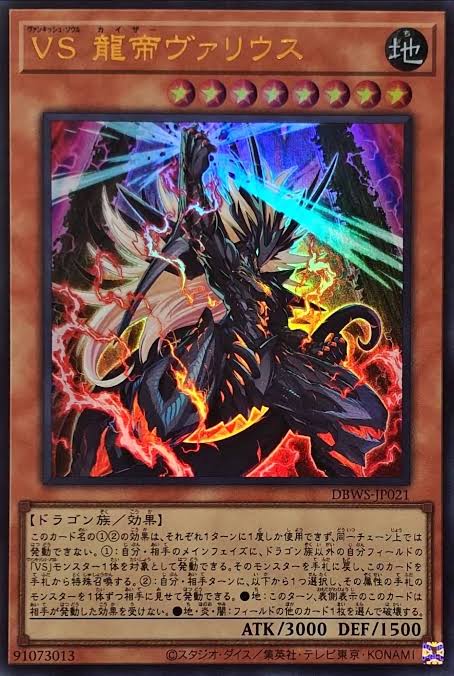 ヴァンキッシュ・ソウル カイザー
VS 龍帝ヴァリウス
ち
地
DBWS-JP021
【ドラゴン族/効果】
このカード名の①②の効果は、それぞれ1ターンに1度しか使用できず、同一チェーン上では
発動できない。①:自分・相手のメインフェイズに、ドラゴン族以外の自分フィールドの
「VS」モンスター1体を対象として発動できる。そのモンスターを手札に戻し、このカードを
手札から特殊召喚する。②:自分・相手ターンに、以下から1つ選択し、その属性の手札の
モンスターを1体ずつ相手に見せて発動できる。●地:このターン、表側表示のこのカードは
相手が発動した効果を受けない。●地・炎・闇:フィールドの他のカード1枚を選んで破壊する。
ATK/3000 DEF/1500
91073013
©スタジオ・ダイス/集英社・テレビ東京・KONAMI